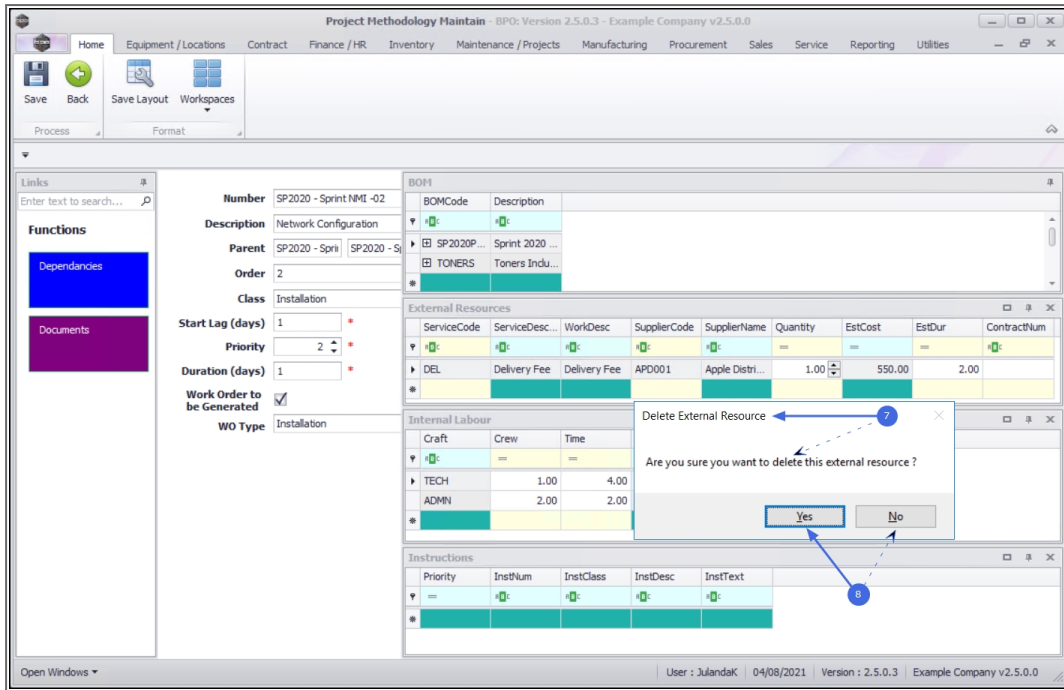 Project Methodology Maintain - BPO: Version 2.5.0.3 - Example Company v2.5.0.0
Home Equipment / Locations Contract Finance / HR Inventory Maintenance / Projects Manufacturing Procurement Sales Service Reporting Utilities
Save Back Save Layout Workspaces
Process Format
Links
Enter text to search...
Functions
Dependancies
Documents
Number SP2020 - Sprint NMI -02
Description Network Configuration
Parent SP2020 - Sprii SP2020 - Sp
Order 2
Class Installation
Start Lag (days) 1 *
Priority 2 *
Duration (days) 1 *
Work Order to
be Generated
WO Type Installation
BOM
BOMCode Description
SP2020P... Sprint 2020 ...
TONERS Toners Inclu...
External Resources
ServiceCode ServiceDesc... WorkDesc SupplierCode SupplierName Quantity EstCost EstDur ContractNum
DEL Delivery Fee Delivery Fee APD001 Apple Distri... 1.00 550.00 2.00
Internal Labour
Craft Crew Time
TECH 1.00 4.00
ADMN 2.00 2.00
Delete External Resource 7
Are you sure you want to delete this external resource ?
Yes No
8
Instructions
Priority InstNum InstClass InstDesc InstText
Open Windows User : JulandaK 04/08/2021 Version : 2.5.0.3 Example Company v2.5.0.0